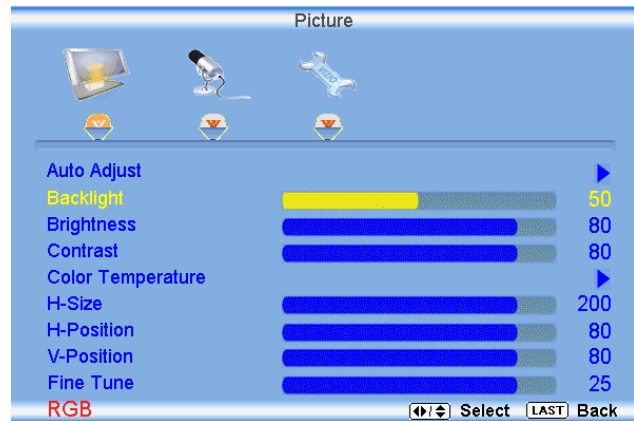 Picture
Auto Adjust
Backlight 50
Brightness 80
Contrast 80
Color Temperature
H-Size 200
H-Position 80
V-Position 80
Fine Tune 25
RGB Select LAST Back